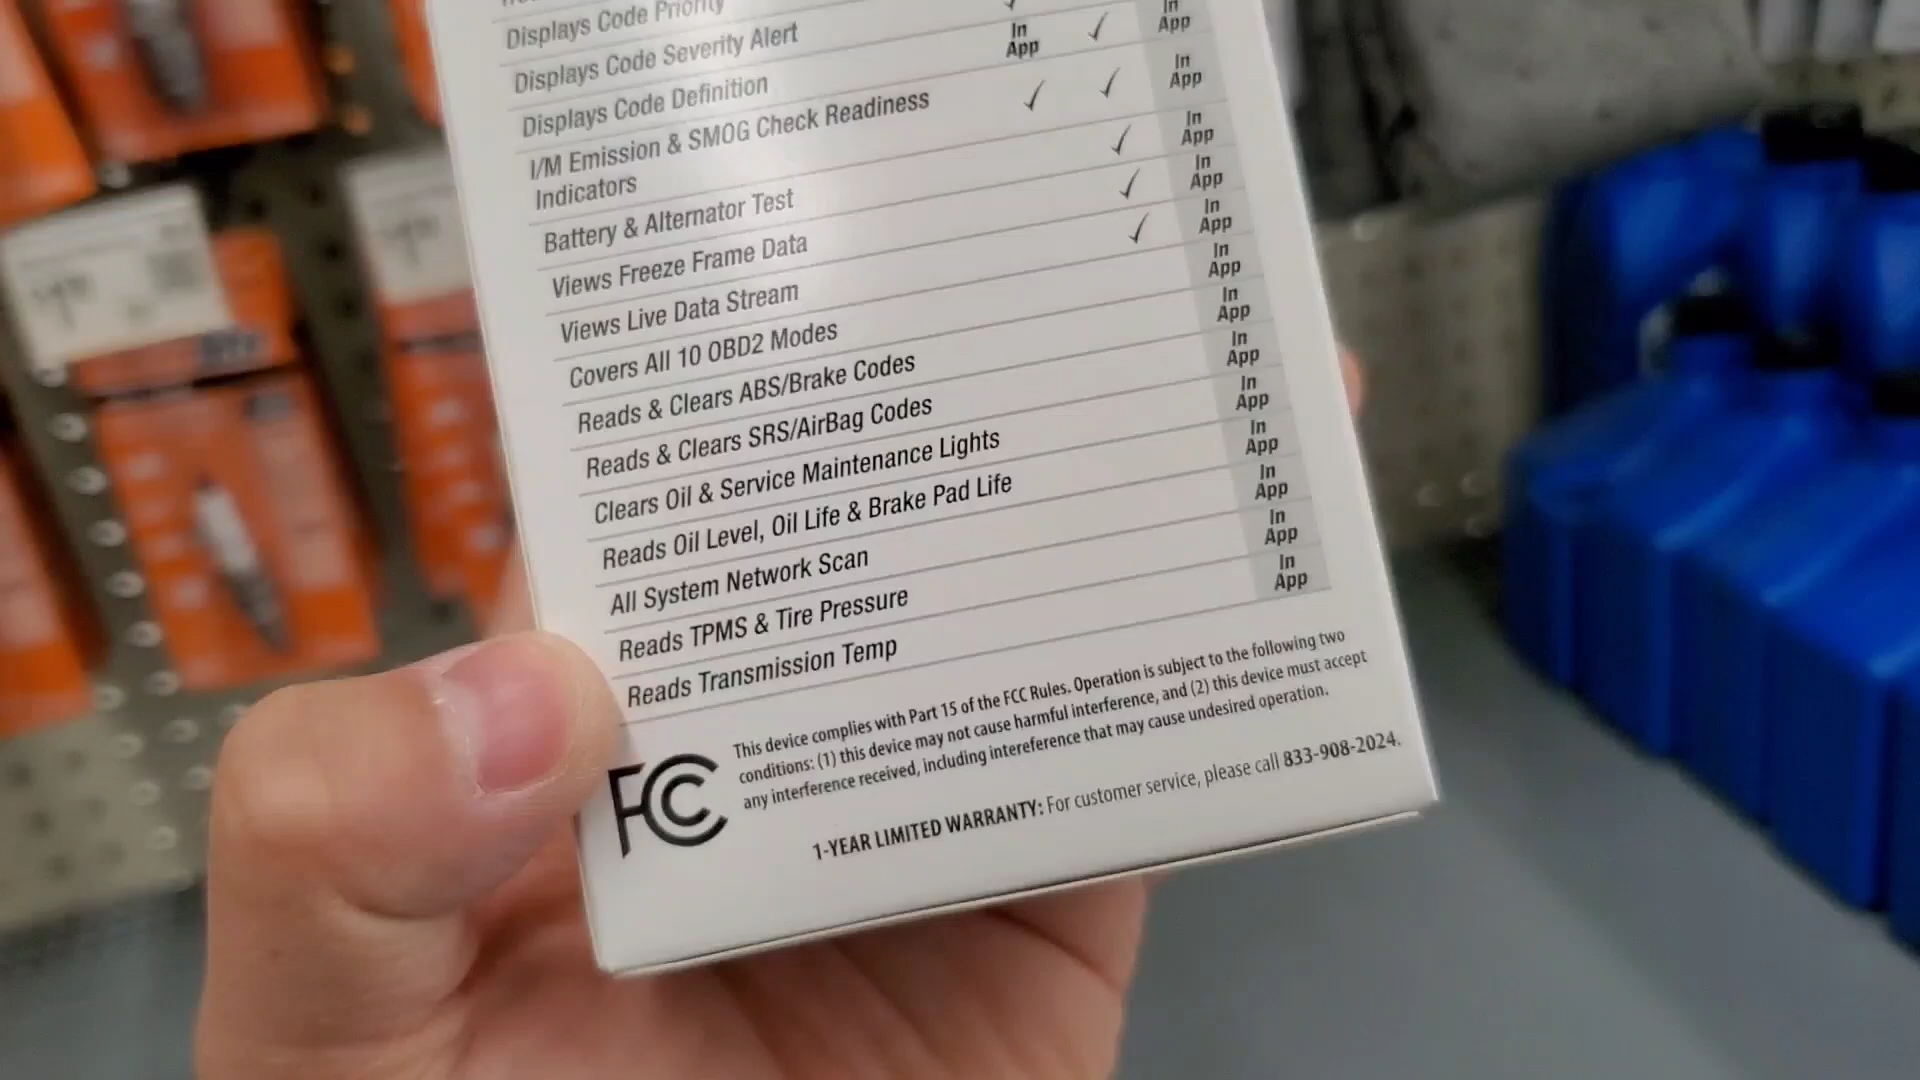 Displays Code Priority
In App
Displays Code Severity Alert
In App ✓ In App
Displays Code Definition
✓ ✓ In App
I/M Emission & SMOG Check Readiness
Indicators
✓ In App
Battery & Alternator Test
✓ In App
Views Freeze Frame Data
✓ In App
Views Live Data Stream
In App
Covers All 10 OBD2 Modes
In App
Reads & Clears ABS/Brake Codes
In App
Reads & Clears SRS/AirBag Codes
In App
Clears Oil & Service Maintenance Lights
In App
Reads Oil Level, Oil Life & Brake Pad Life
In App
All System Network Scan
In App
Reads TPMS & Tire Pressure
In App
Reads Transmission Temp
FC
This device complies with Part 15 of the FCC Rules. Operation is subject to the following two
conditions: (1) this device may not cause harmful interference, and (2) this device must accept
any interference received, including intereference that may cause undesired operation.
1-YEAR LIMITED WARRANTY: For customer service, please call 833-908-2024.